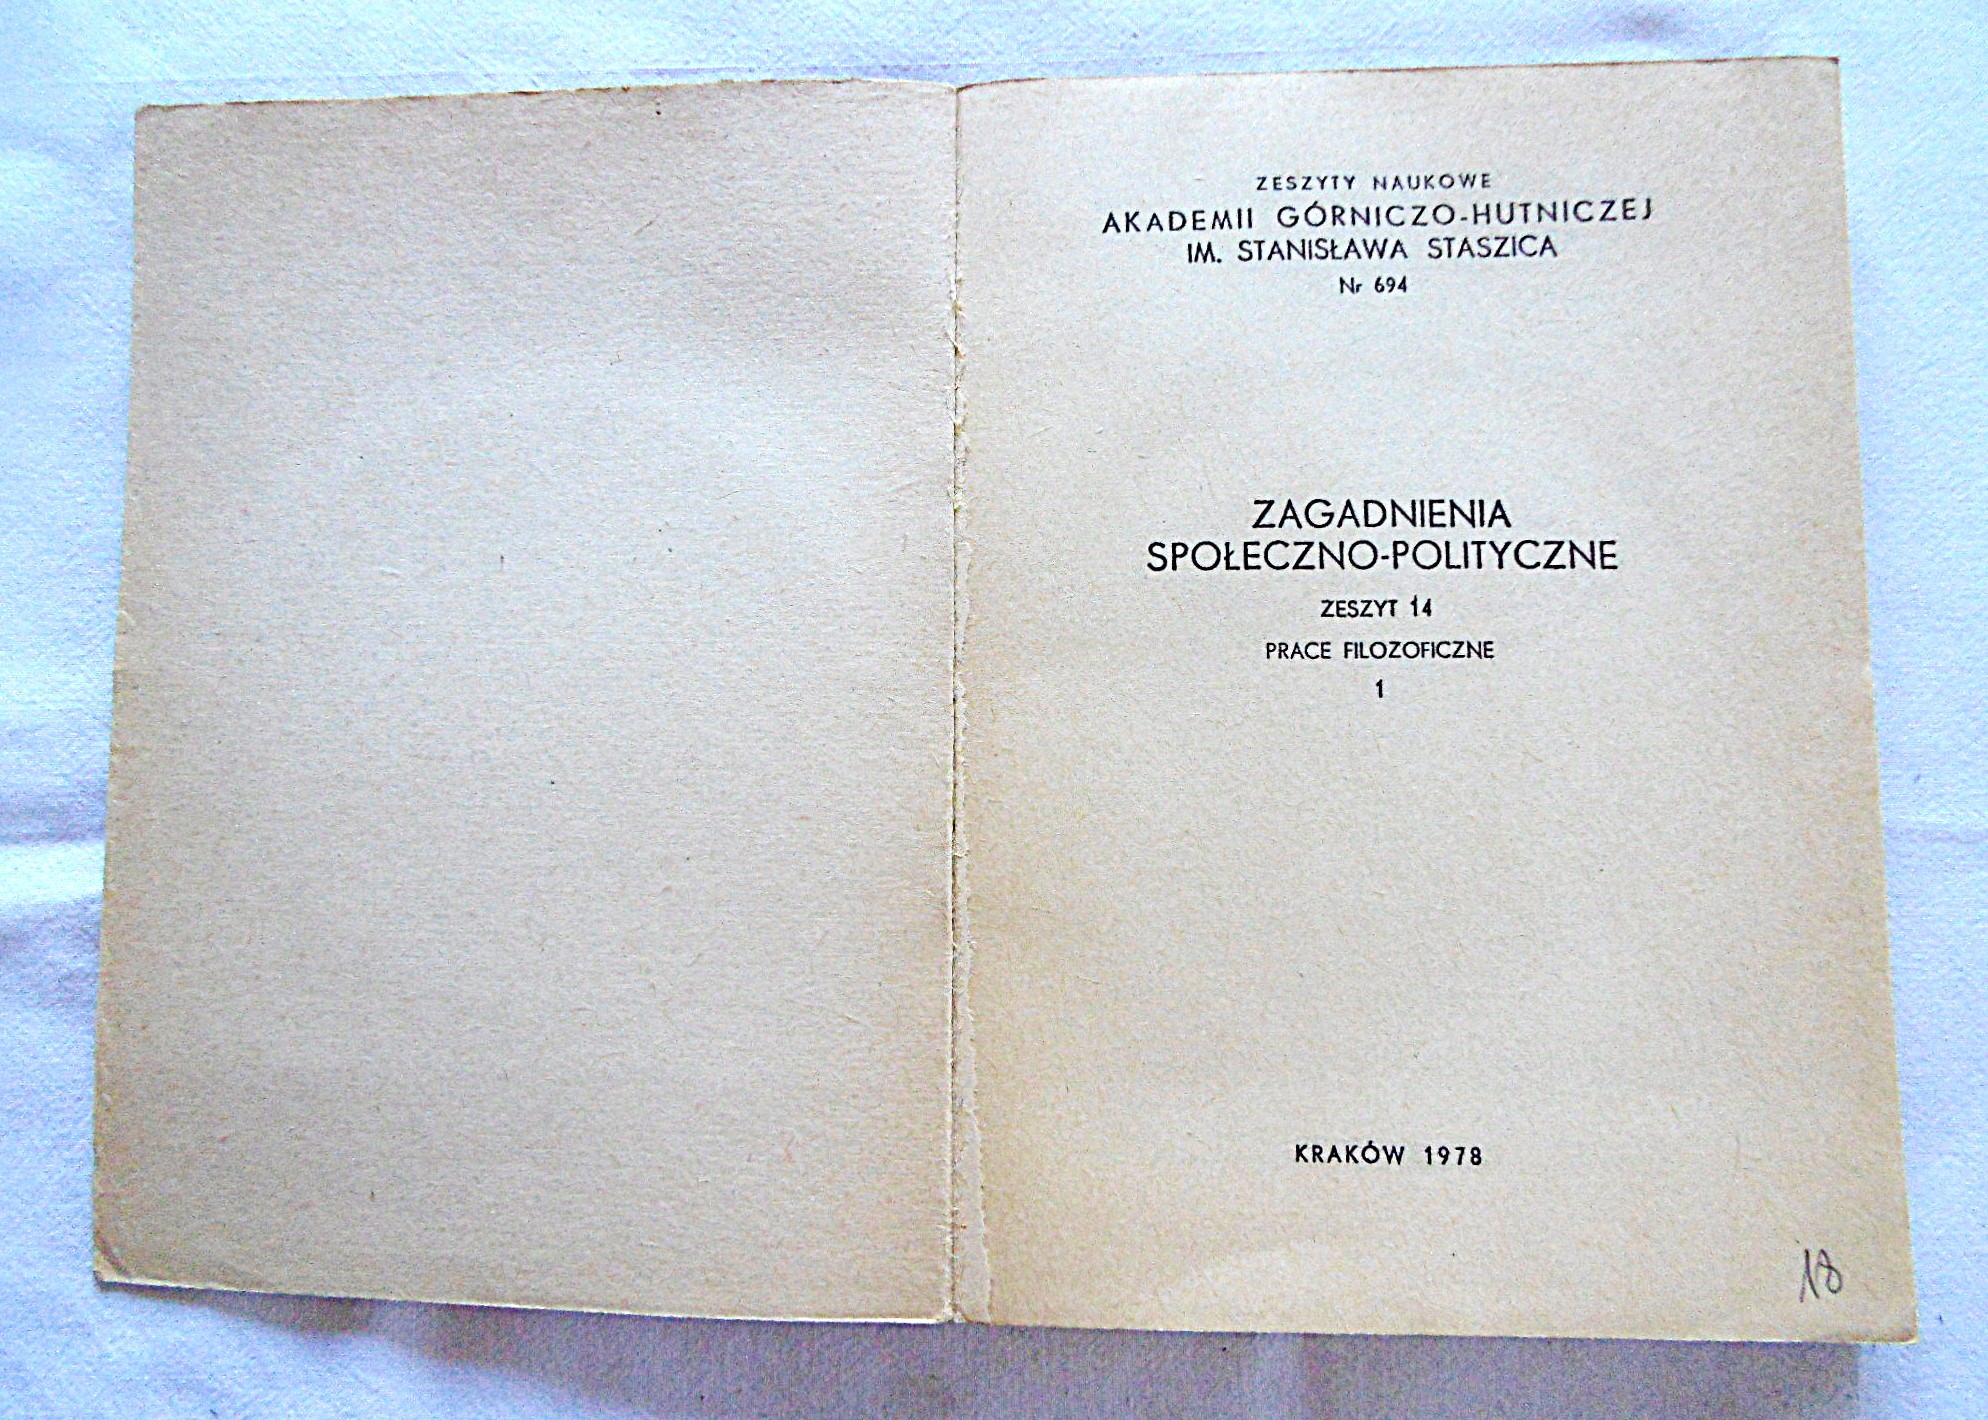 ZESZYTY NAUKOWE
AKADEMII GÓRNICZO-HUTNICZEJ
IM. STANISŁAWA STASZICA
Nr 694
ZAGADNIENIA
SPOŁECZNO-POLITYCZNE
ZESZYT 14
PRACE FILOZOFICZNE
1
KRAKÓW 1978
18